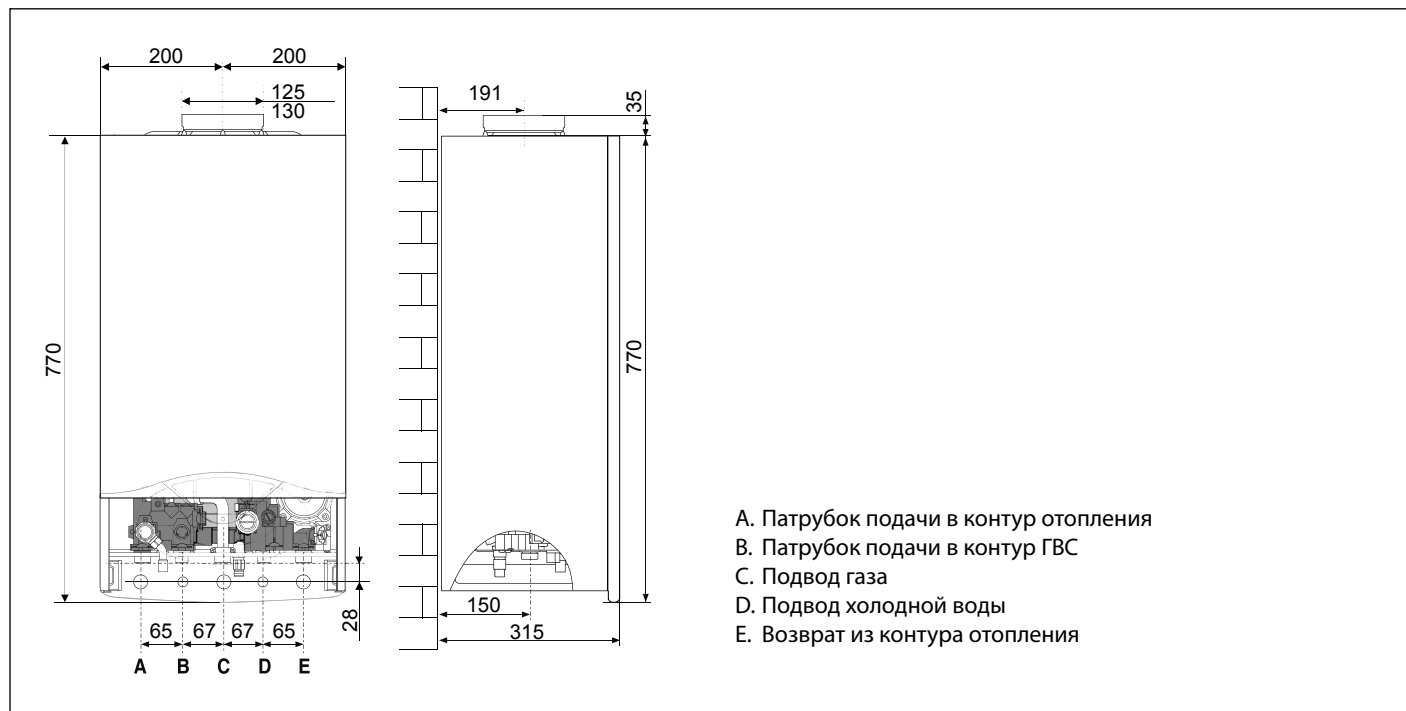 200 200
125
130
191
35
770
770
28
150
315
65 67 67 65
A B C D E
A. Патрубок подачи в контур отопления
B. Патрубок подачи в контур ГВС
C. Подвод газа
D. Подвод холодной воды
E. Возврат из контура отопления